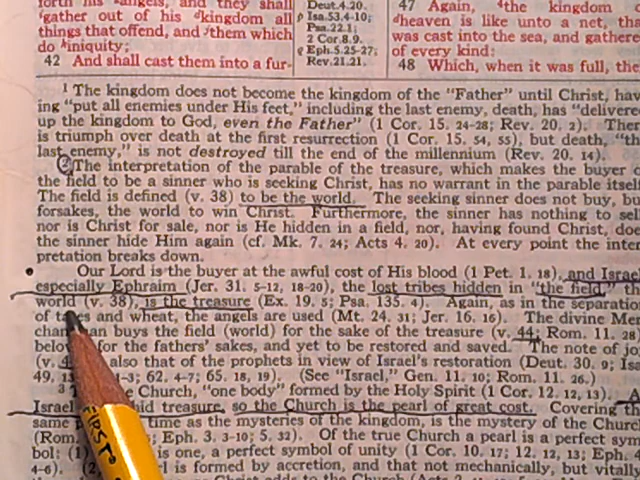 forth his angels, and they shall
gather out of his kingdom all
things that offend, and them which
do iniquity;
42 And shall cast them into a fur-
Deut.4.20.
Isa.53.4-10;
Psa.22.1;
2 Cor.8.9.
q Eph.5.25-27;
Rev.21.21.
47 Again, the kingdom
heaven is like unto a net, tha
was cast into the sea, and gathere
of every kind:
48 Which, when it was full, the
1 The kingdom does not become the kingdom of the "Father" until Christ, hav
ing "put all enemies under His feet," including the last enemy, death, has "delivere
up the kingdom to God, even the Father" (1 Cor. 15. 24-28; Rev. 20. 2). Ther
is triumph over death at the first resurrection (1 Cor. 15. 54, 55), but death, "th
last enemy," is not destroyed till the end of the millennium (Rev. 20. 14).
2 The interpretation of the parable of the treasure, which makes the buyer o
the field to be a sinner who is seeking Christ, has no warrant in the parable itsel
The field is defined (v. 38) to be the world. The seeking sinner does not buy, bu
forsakes, the world to win Christ. Furthermore, the sinner has nothing to sel
nor is Christ for sale, nor is He hidden in a field, nor, having found Christ, doe
the sinner hide Him again (cf. Mk. 7. 24; Acts 4. 20). At every point the inter
pretation breaks down.
Our Lord is the buyer at the awful cost of His blood (1 Pet. 1. 18), and Israe
especially Ephraim (Jer. 31. 5-12, 18-20), the lost tribes hidden in "the field," th
world (v. 38), is the treasure (Ex. 19. 5; Psa. 135. 4). Again, as in the separation
of tares and wheat, the angels are used (Mt. 24. 31; Jer. 16. 16). The divine Mer
chan an buys the field (world) for the sake of the treasure (v. 44; Rom. 11. 28)
belov for the fathers' sakes, and yet to be restored and saved. The note of jo
(v. 4 also that of the prophets in view of Israel's restoration (Deut. 30. 9; Isa
49. 13 -3; 62. 4-7; 65. 18, 19). (See "Israel," Gen. 11. 10; Rom. 11. 26.)
3 T e Church, "one body" formed by the Holy Spirit (1 Cor. 12. 12, 13). A
Israel id treasure, so the Church is the pearl of great cost. Covering th
same time as the mysteries of the kingdom, is the mystery of the Churc
(Rom. ; Eph. 3. 3-10; 5. 32). Of the true Church a pearl is a perfect sym
bol: (1) is one, a perfect symbol of unity (1 Cor. 10. 17; 12. 12, 13; Eph.
4-6). (2) l is formed by accretion, and that not mechanically, but vitally
FIRST